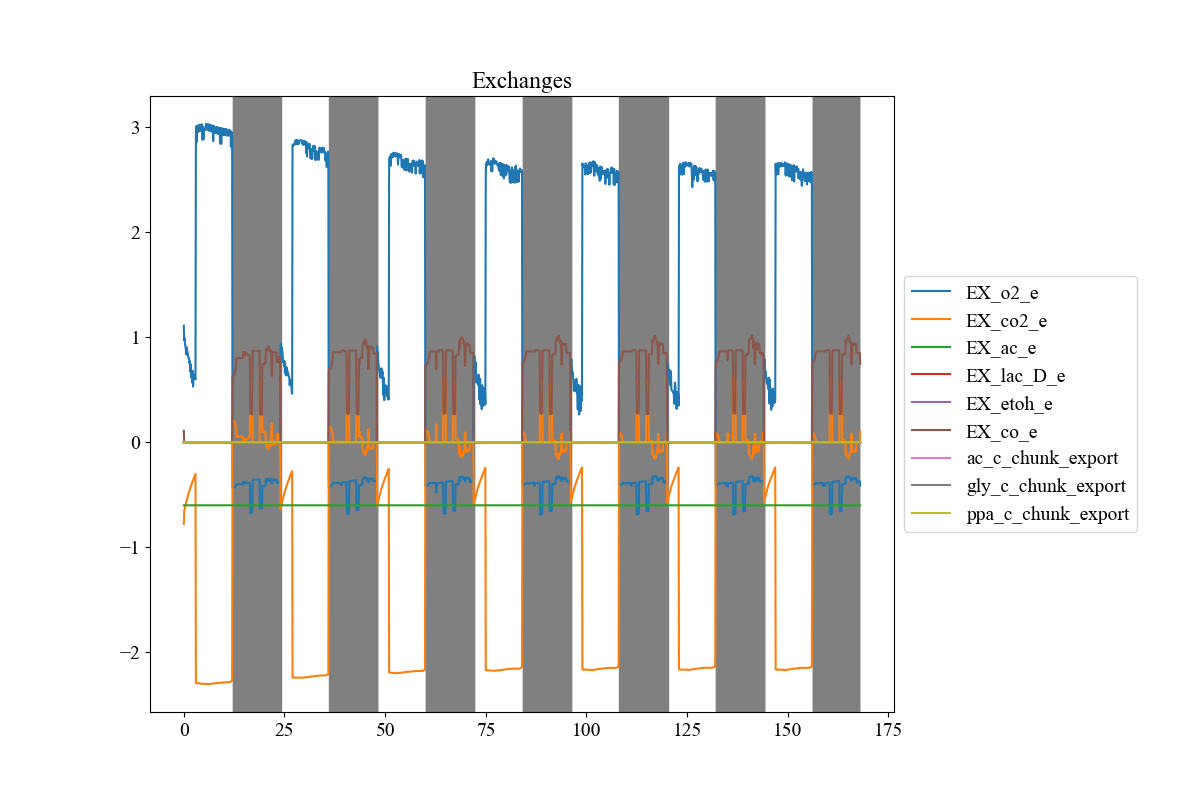 Exchanges
3
2
1
0
−1
−2
0
25
50
75
100
125
150
175
EX_o2_e
EX_co2_e
EX_ac_e
EX_lac_D_e
EX_etoh_e
EX_co_e
ac_c_chunk_export
gly_c_chunk_export
ppa_c_chunk_export